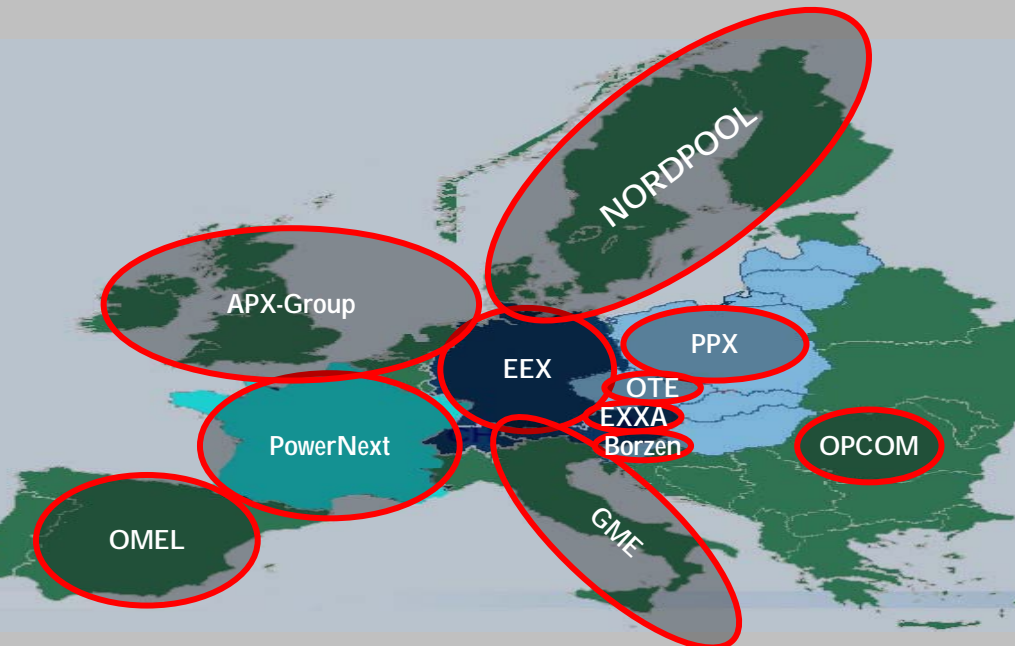 NORDPOOL
APX-Group
EEX
PPX
OTE
EXXA
PowerNext
Borzen
OPCOM
OMEL
GME